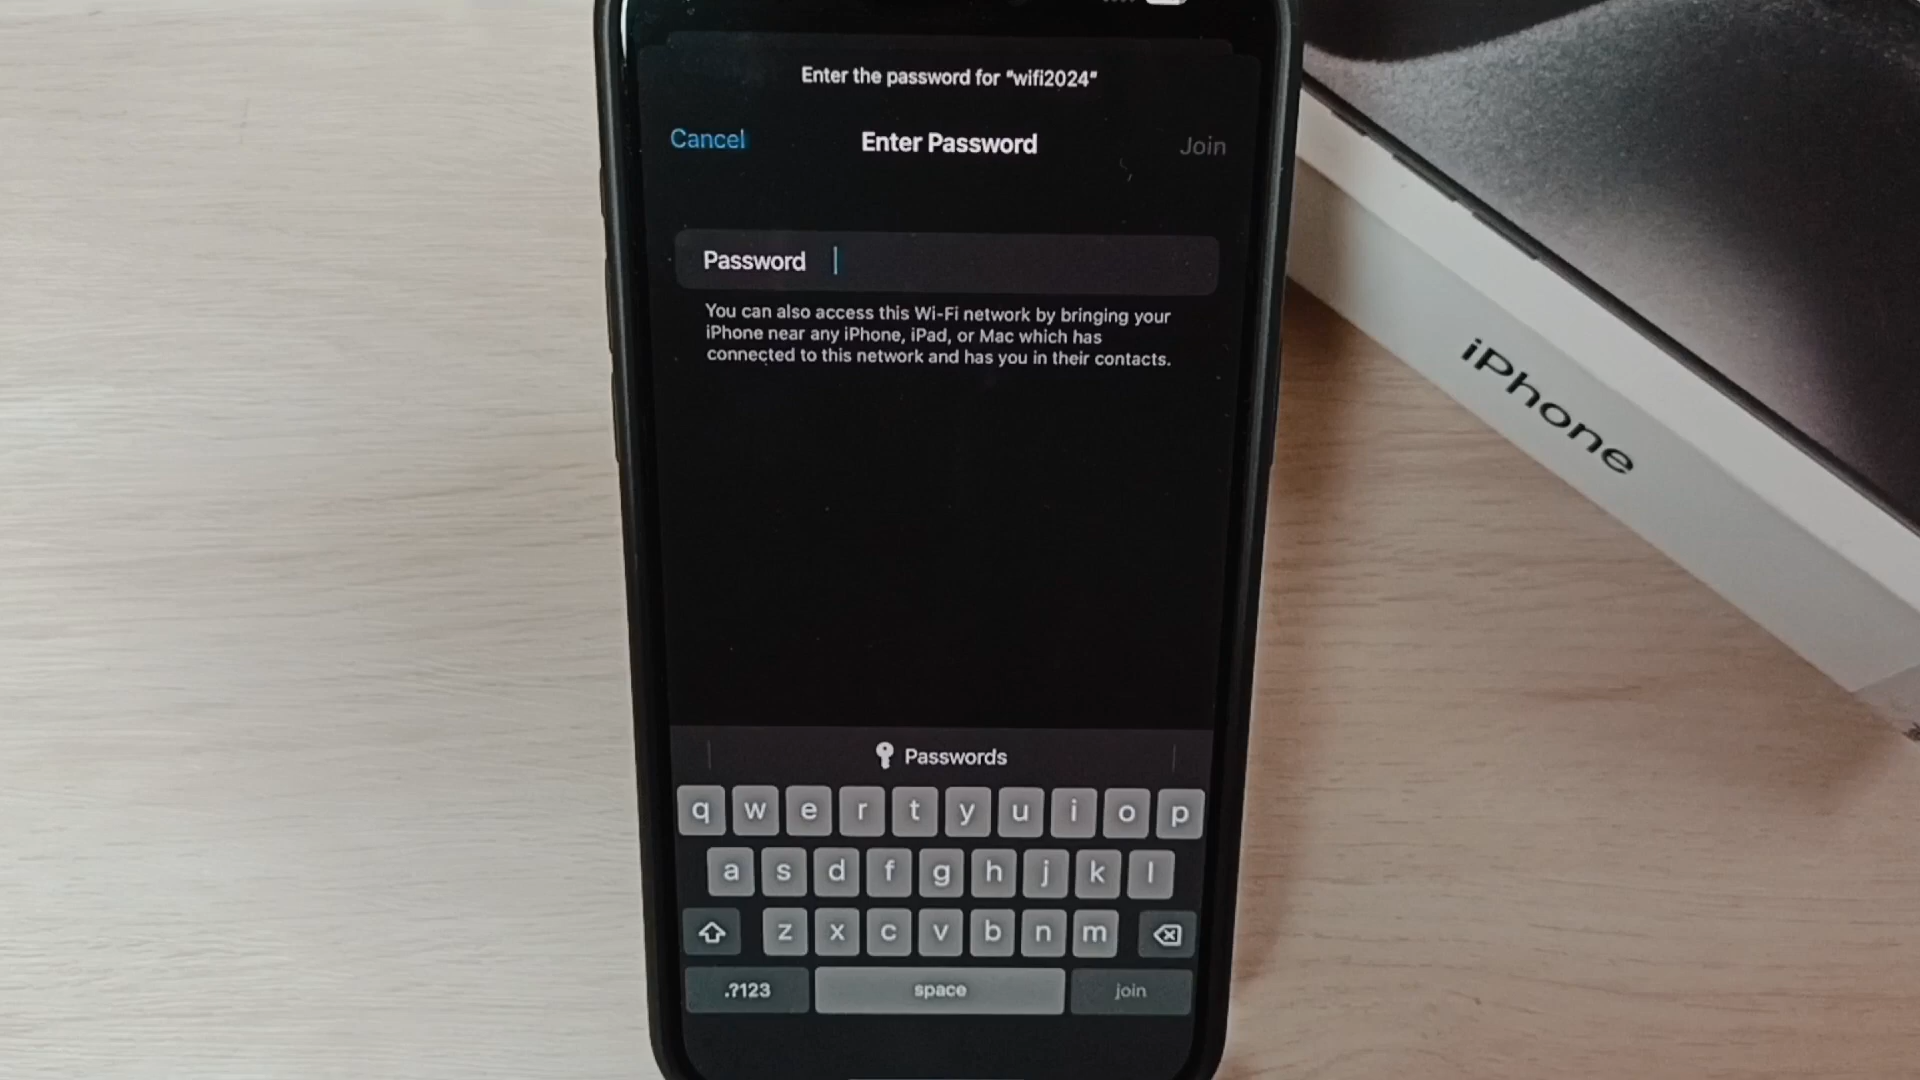 Enter the password for "wifi2024"
Cancel Enter Password Join
Password
You can also access this Wi-Fi network by bringing your
iPhone near any iPhone, iPad, or Mac which has
connected to this network and has you in their contacts.
iPhone
Passwords
q w e r t y u i o p
a s d f g h j k l
z x c v b n m
.?123 space join